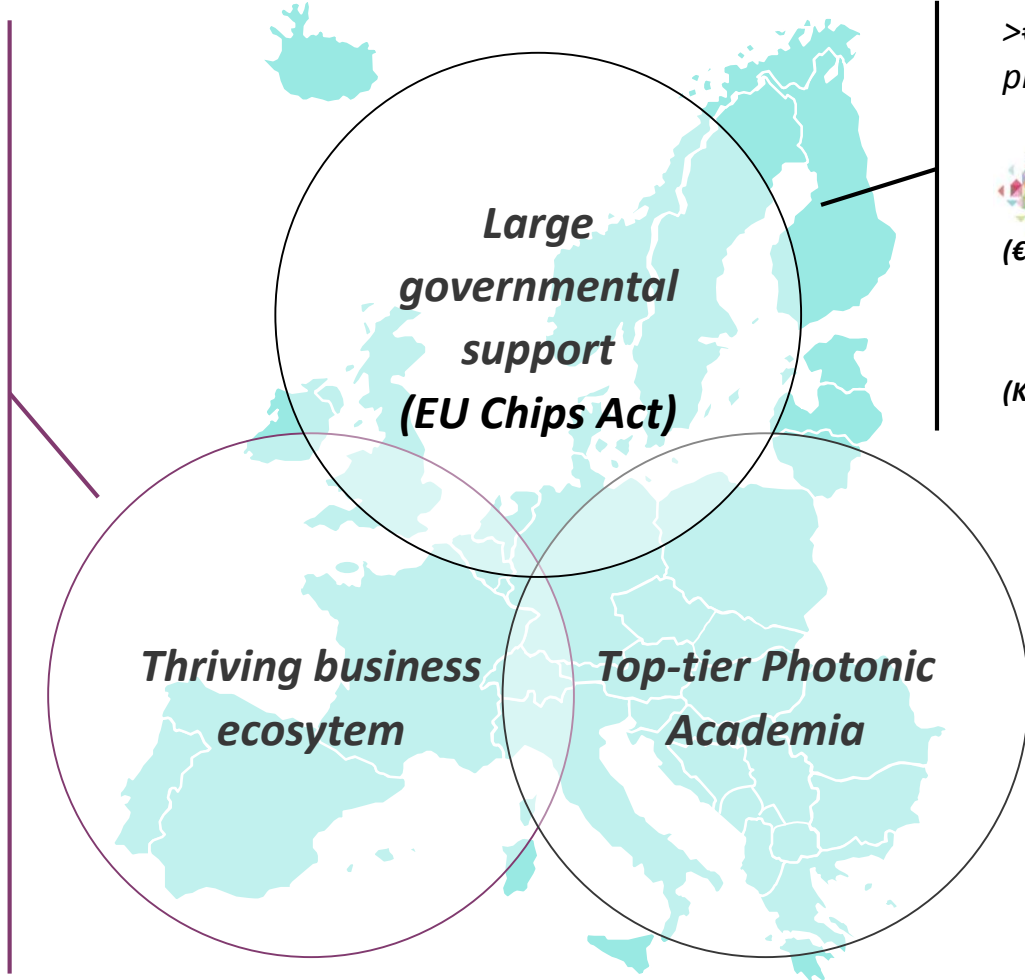 Large
governmental
support
(EU Chips Act)
Thriving business
ecosytem
Top-tier Photonic
Academia